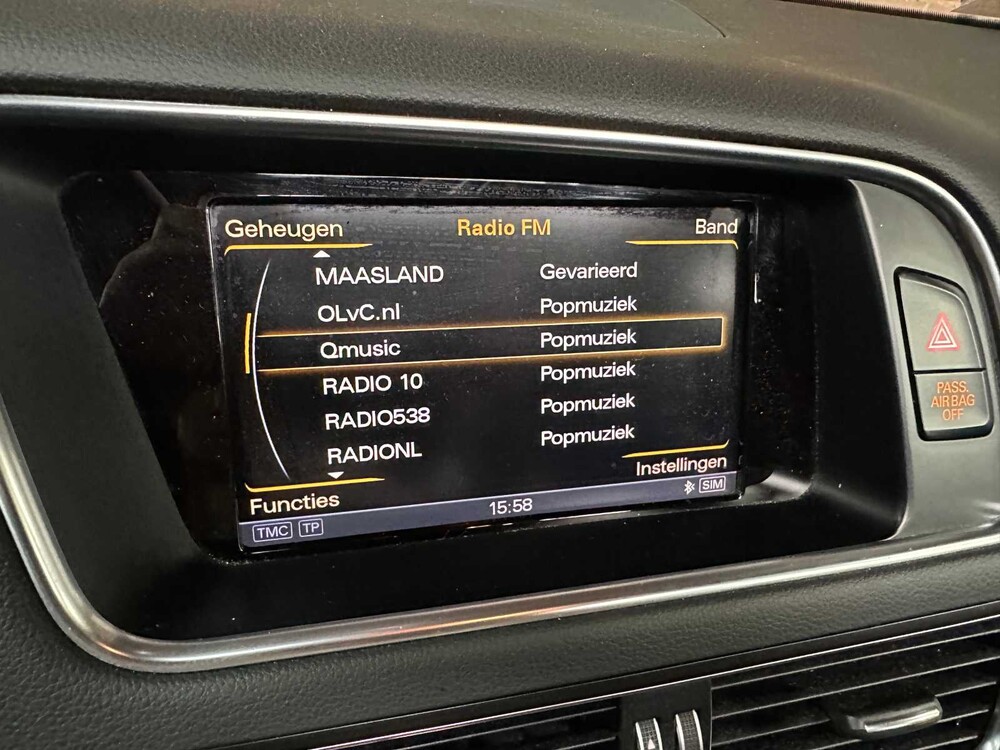 Geheugen Radio FM Band
MAASLAND Gevarieerd
OLvC.nl Popmuziek
Qmusic Popmuziek
RADIO 10 Popmuziek
RADIO538 Popmuziek
RADIONL Popmuziek
Functies Instellingen
TMC TP 15:58 SIM
PASS.
AIR BAG
OFF